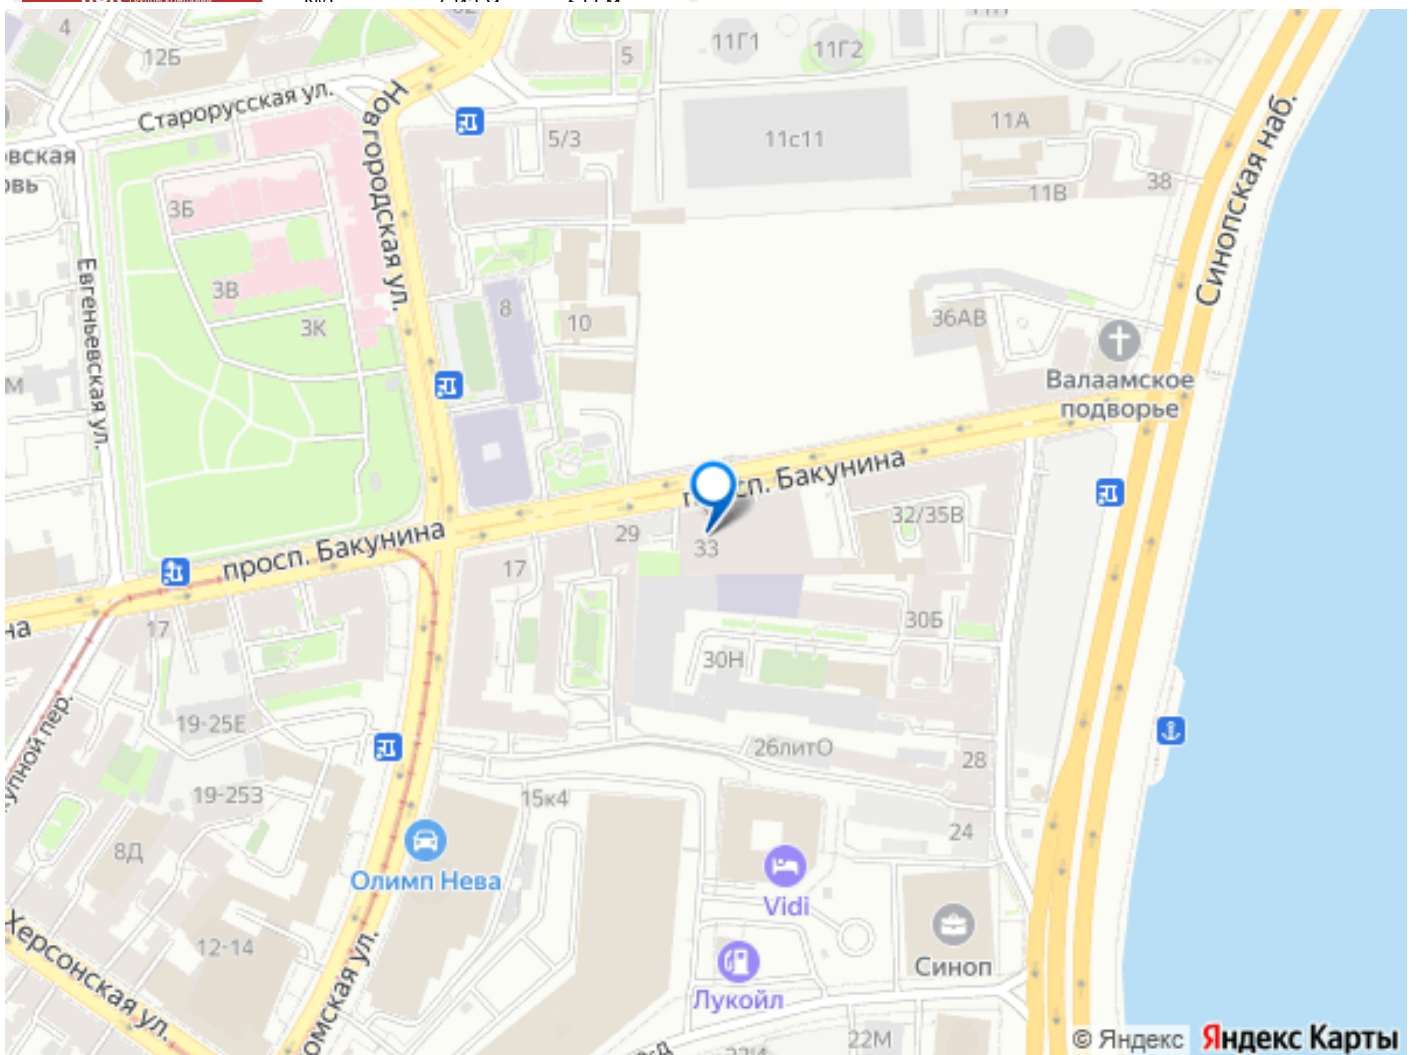 4
12Б
5
11Г1
11Г2
Старорусская ул.
Новгородская ул.
5/3
11с11
11А
11В
38
Синопская наб.
3Б
3В
3К
Евгеньевская ул.
8
10
36АВ
Валаамское
подворье
просп. Бакунина
32/35В
29
33
просп. Бакунина
17
17
30Б
30Н
19-25Е
26литО
28
19-253
15к4
24
8Д
Олимп Нева
Vidi
Херсонская ул.
12-14
Синоп
Лукойл
22М
© Яндекс
Яндекс Карты